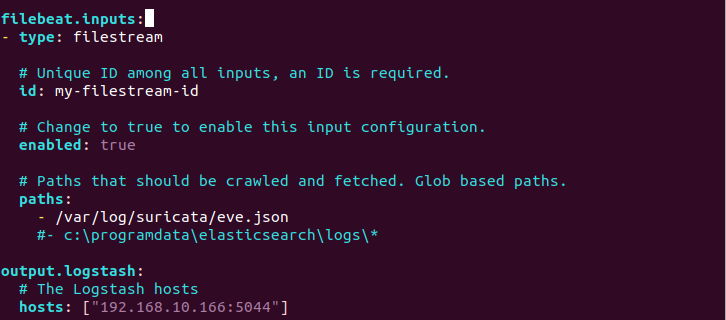 filebeat.inputs:
- type: filestream
# Unique ID among all inputs, an ID is required.
id: my-filestream-id
# Change to true to enable this input configuration.
enabled: true
# Paths that should be crawled and fetched. Glob based paths.
paths:
- /var/log/suricata/eve.json
#- c:\programdata\elasticsearch\logs\*
output.logstash:
# The Logstash hosts
hosts: ["192.168.10.166:5044"]